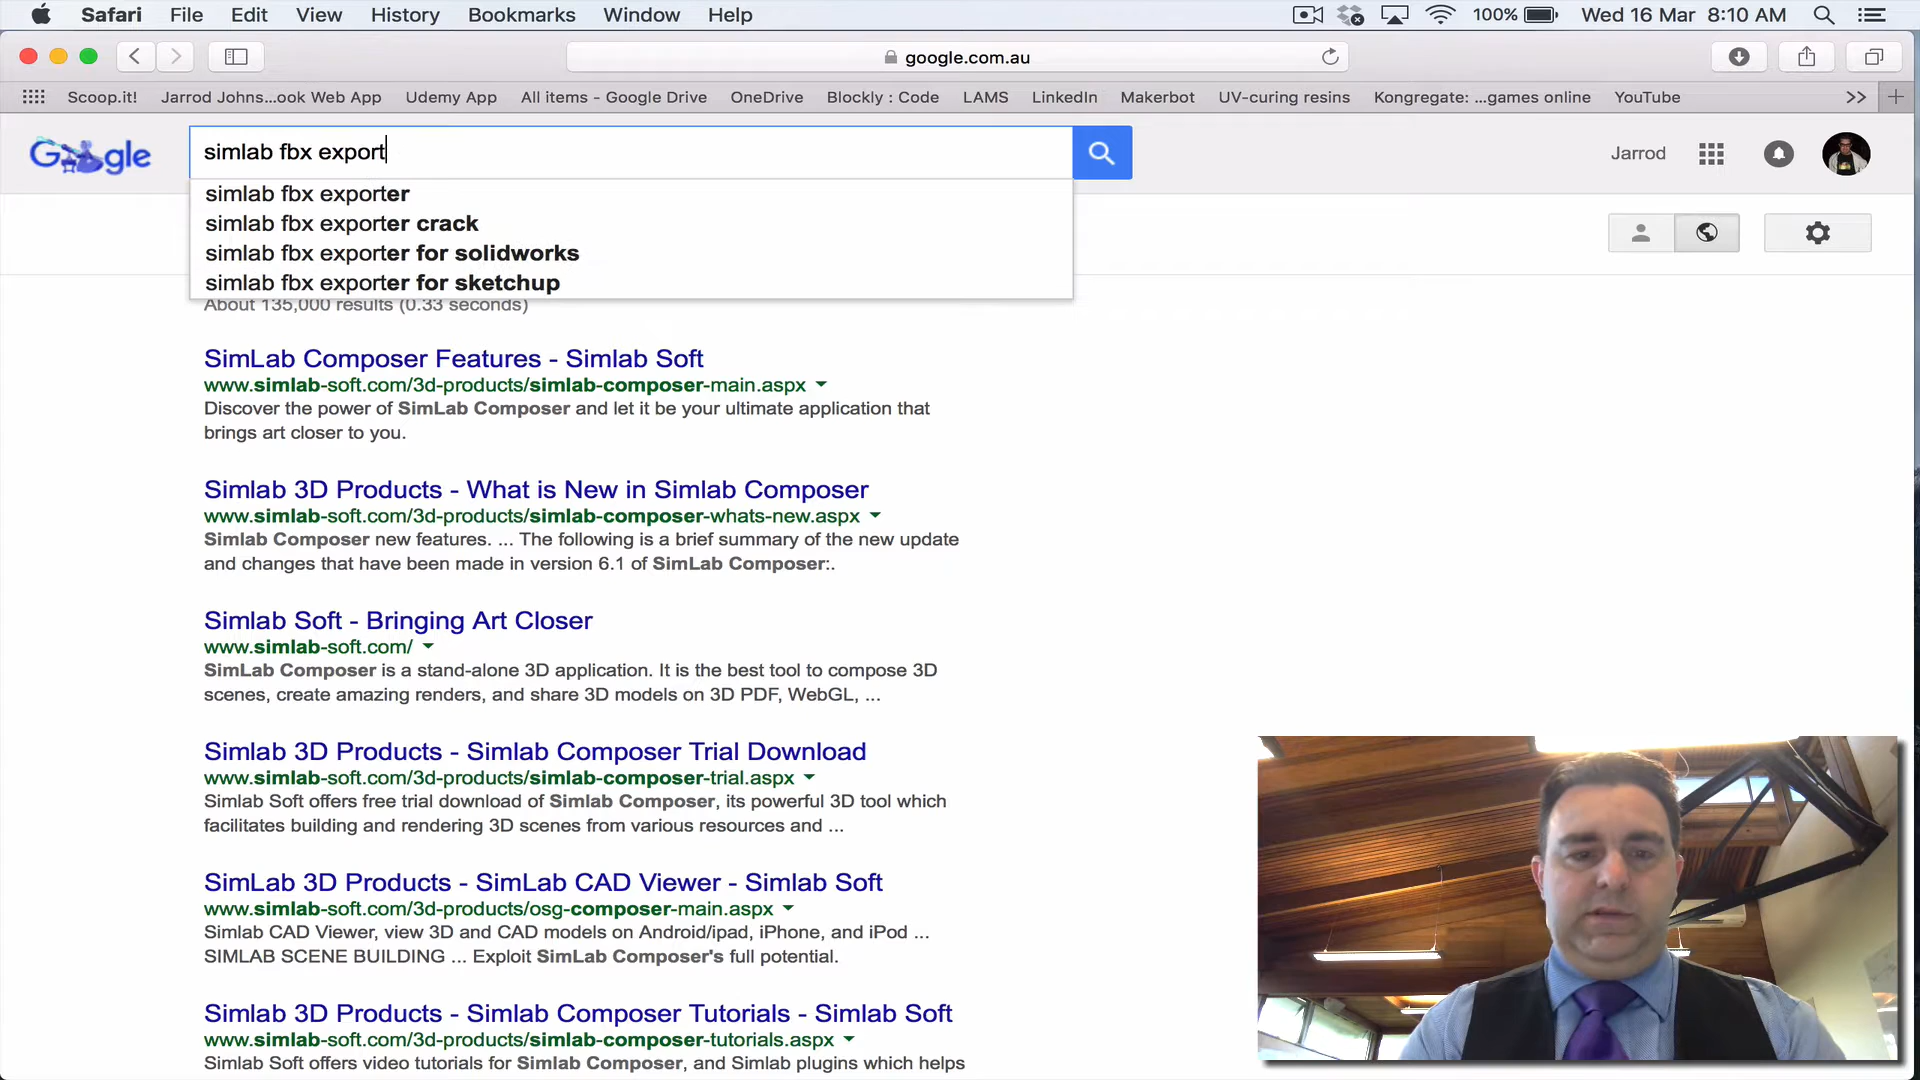 Safari File Edit View History Bookmarks Window Help 100% Wed 16 Mar 8:10 AM
google.com.au
Scoop.it! Jarrod Johns...ook Web App Udemy App All items - Google Drive OneDrive Blockly : Code LAMS LinkedIn Makerbot UV-curing resins Kongregate: ...games online YouTube >>
Google simlab fbx export Jarrod
simlab fbx exporter
simlab fbx exporter crack
simlab fbx exporter for solidworks
simlab fbx exporter for sketchup
About 135,000 results (0.33 seconds)
SimLab Composer Features - Simlab Soft
www.simlab-soft.com/3d-products/simlab-composer-main.aspx
Discover the power of SimLab Composer and let it be your ultimate application that
brings art closer to you.
Simlab 3D Products - What is New in Simlab Composer
www.simlab-soft.com/3d-products/simlab-composer-whats-new.aspx
Simlab Composer new features. ... The following is a brief summary of the new update
and changes that have been made in version 6.1 of SimLab Composer:.
Simlab Soft - Bringing Art Closer
www.simlab-soft.com/
SimLab Composer is a stand-alone 3D application. It is the best tool to compose 3D
scenes, create amazing renders, and share 3D models on 3D PDF, WebGL, ...
Simlab 3D Products - Simlab Composer Trial Download
www.simlab-soft.com/3d-products/simlab-composer-trial.aspx
Simlab Soft offers free trial download of Simlab Composer, its powerful 3D tool which
facilitates building and rendering 3D scenes from various resources and ...
SimLab 3D Products - SimLab CAD Viewer - Simlab Soft
www.simlab-soft.com/3d-products/osg-composer-main.aspx
Simlab CAD Viewer, view 3D and CAD models on Android/ipad, iPhone, and iPod ...
SIMLAB SCENE BUILDING ... Exploit SimLab Composer's full potential.
Simlab 3D Products - Simlab Composer Tutorials - Simlab Soft
www.simlab-soft.com/3d-products/simlab-composer-tutorials.aspx
Simlab Soft offers video tutorials for Simlab Composer, and Simlab plugins which helps